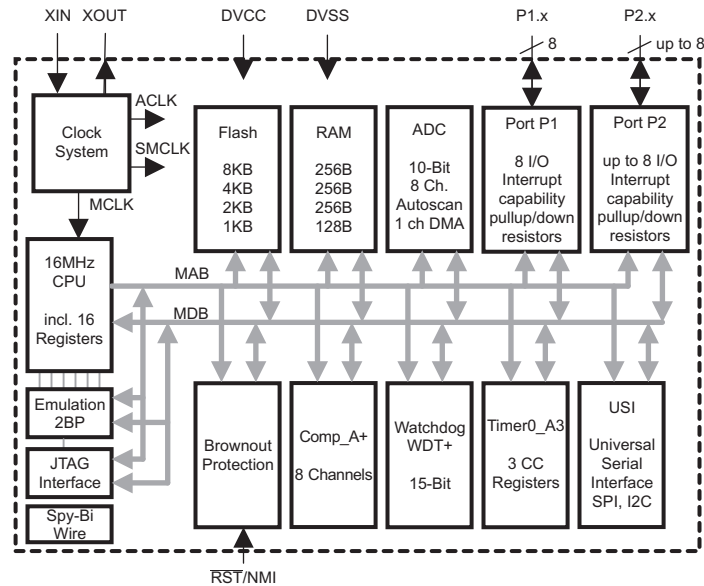 XIN XOUT DVCC DVSS P1.x P2.x
8 up to 8
ACLK
SMCLK
MCLK
Clock
System
Flash
8KB
4KB
2KB
1KB
RAM
256B
256B
256B
128B
ADC
10-Bit
8 Ch.
Autoscan
1 ch DMA
Port P1
8 I/O
Interrupt
capability
pullup/down
resistors
Port P2
up to 8 I/O
Interrupt
capability
pullup/down
resistors
16MHz
CPU
incl. 16
Registers
MAB
MDB
Emulation
2BP
JTAG
Interface
Spy-Bi
Wire
Brownout
Protection
Comp_A+
8 Channels
Watchdog
WDT+
15-Bit
Timer0_A3
3 CC
Registers
USI
Universal
Serial
Interface
SPI, I2C
RST/NMI